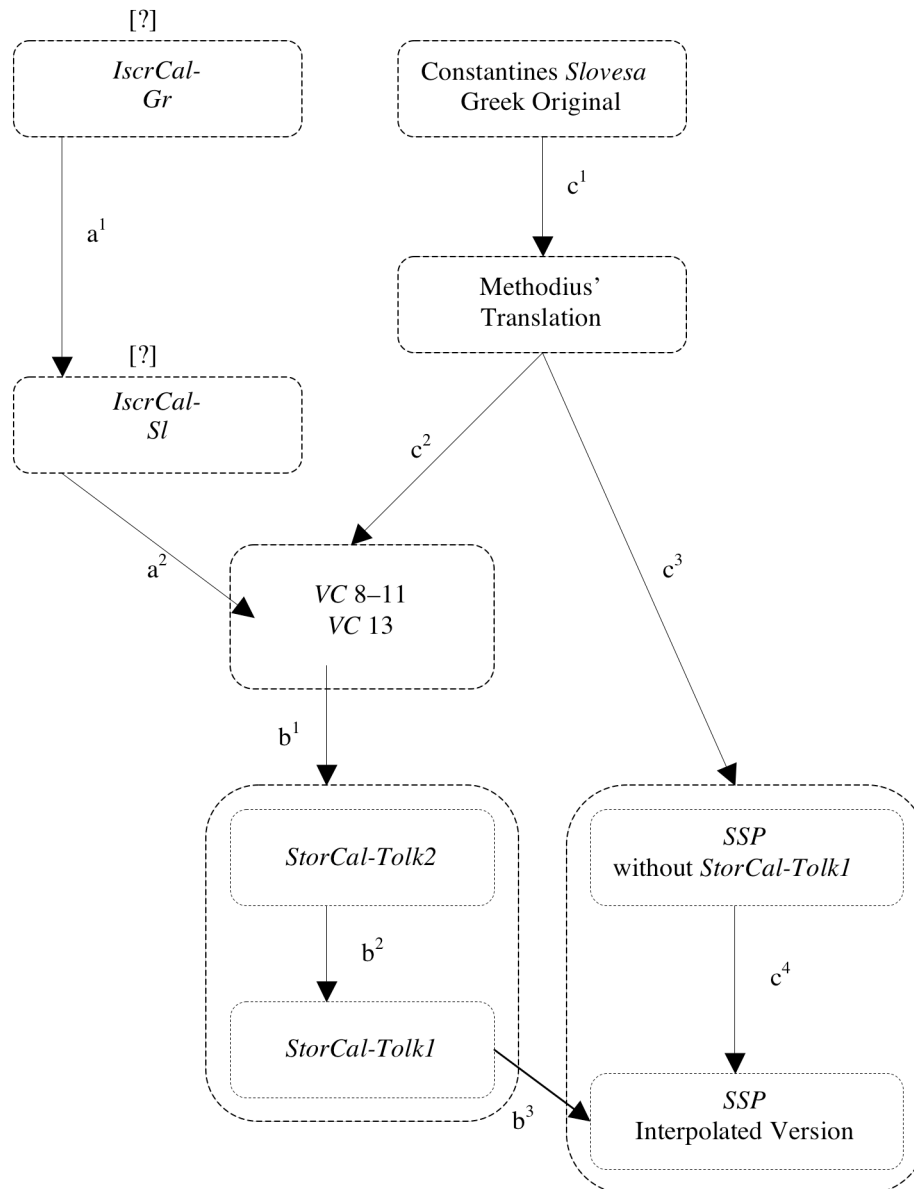 [?]
IscrCal-
Gr
Constantines Slovesa
Greek Original
a¹
c¹
Methodius’
Translation
[?]
IscrCal-
Sl
c²
a²
c³
VC 8–11
VC 13
b¹
StorCal-Tolk2
SSP
without StorCal-Tolk1
b²
c⁴
StorCal-Tolk1
b³
SSP
Interpolated Version